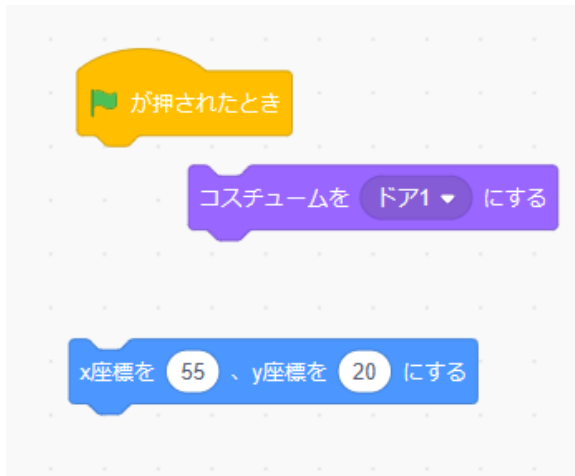 が押されたとき
コスチュームを ドア1 にする
x座標を 55 、y座標を 20 にする